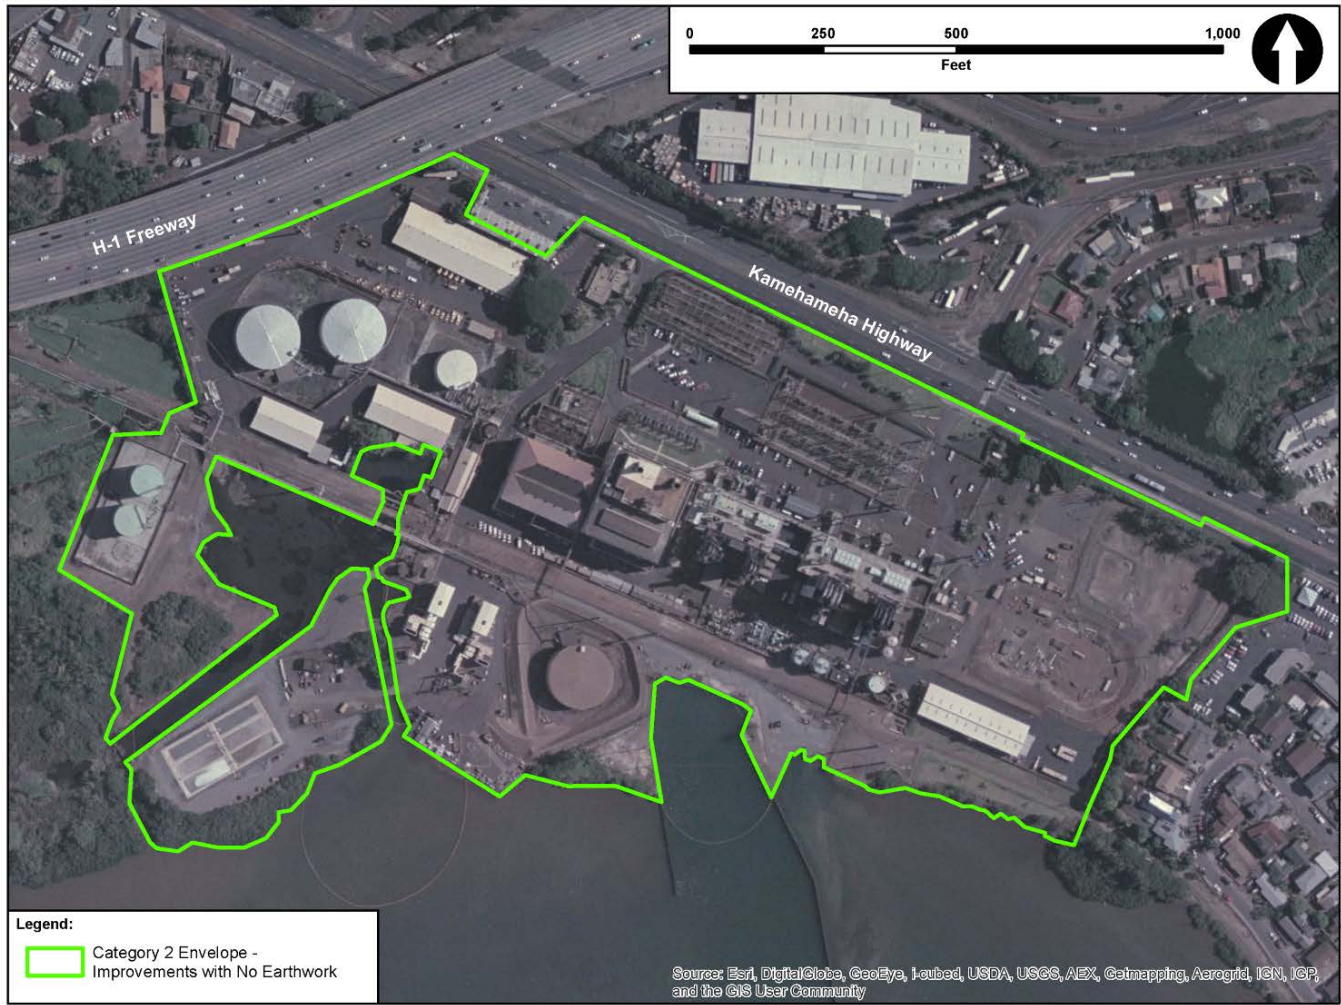 0 250 500 1,000
Feet
H-1 Freeway
Kamehameha Highway
Legend:
Category 2 Envelope -
Improvements with No Earthwork
Source: Esri, DigitalGlobe, GeoEye, i-cubed, USDA, USGS, AEX, Getmapping, Aerogrid, IGN, IGP,
and the GIS User Community